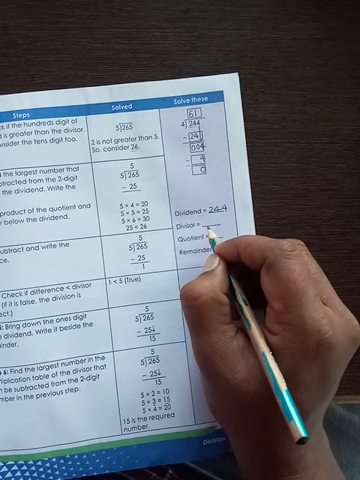 Steps
Solved
Solve these
ck if the hundreds digit of
is greater than the divisor.
onsider the tens digit too.
5)265
2 is not greater than 5.
So, consider 26.
61
4)244
- 24
004
- 4
0
the largest number that
btracted from the 2-digit
the dividend. Write the
product of the quotient and
below the dividend.
5
5)265
- 25
5 × 4 = 20
5 × 5 = 25
5 × 6 = 30
25 < 26
Dividend = 244
Divisor =
Quotient =
Remainder
ubtract and write the
ce.
5
5)265
- 25
1
Check if difference < divisor
(if it is false, the division is
ect.)
1 < 5 (True)
5: Bring down the ones digit
e dividend. Write it beside the
inder.
5
5)265
- 25↓
15
6: Find the largest number in the
ltiplication table of the divisor that
n be subtracted from the 2-digit
mber in the previous step.
5
5)265
- 25↓
15
5 × 2 = 10
5 × 3 = 15
5 × 4 = 20
15 is the required
number.
Division